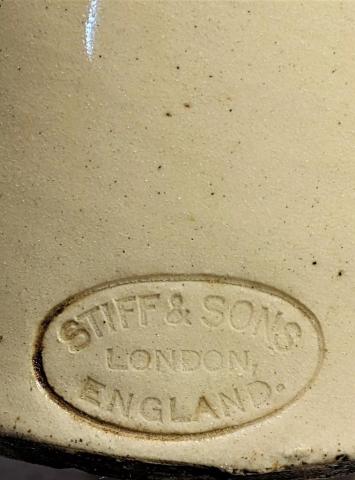 STIFF & SONS
LONDON,
ENGLAND.